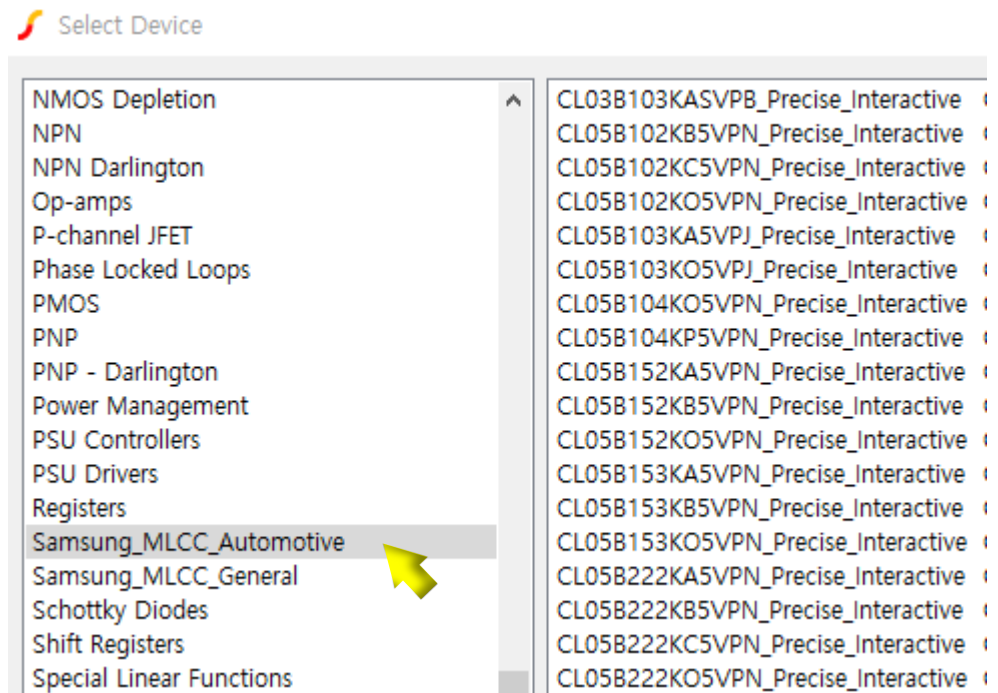 Select Device
NMOS Depletion
NPN
NPN Darlington
Op-amps
P-channel JFET
Phase Locked Loops
PMOS
PNP
PNP - Darlington
Power Management
PSU Controllers
PSU Drivers
Registers
Samsung_MLCC_Automotive
Samsung_MLCC_General
Schottky Diodes
Shift Registers
Special Linear Functions
CL03B103KASVPB_Precise_Interactive
CL05B102KB5VPN_Precise_Interactive
CL05B102KC5VPN_Precise_Interactive
CL05B102KO5VPN_Precise_Interactive
CL05B103KA5VPJ_Precise_Interactive
CL05B103KO5VPJ_Precise_Interactive
CL05B104KO5VPN_Precise_Interactive
CL05B104KP5VPN_Precise_Interactive
CL05B152KA5VPN_Precise_Interactive
CL05B152KB5VPN_Precise_Interactive
CL05B152KO5VPN_Precise_Interactive
CL05B153KA5VPN_Precise_Interactive
CL05B153KB5VPN_Precise_Interactive
CL05B153KO5VPN_Precise_Interactive
CL05B222KA5VPN_Precise_Interactive
CL05B222KB5VPN_Precise_Interactive
CL05B222KC5VPN_Precise_Interactive
CL05B222KO5VPN_Precise_Interactive